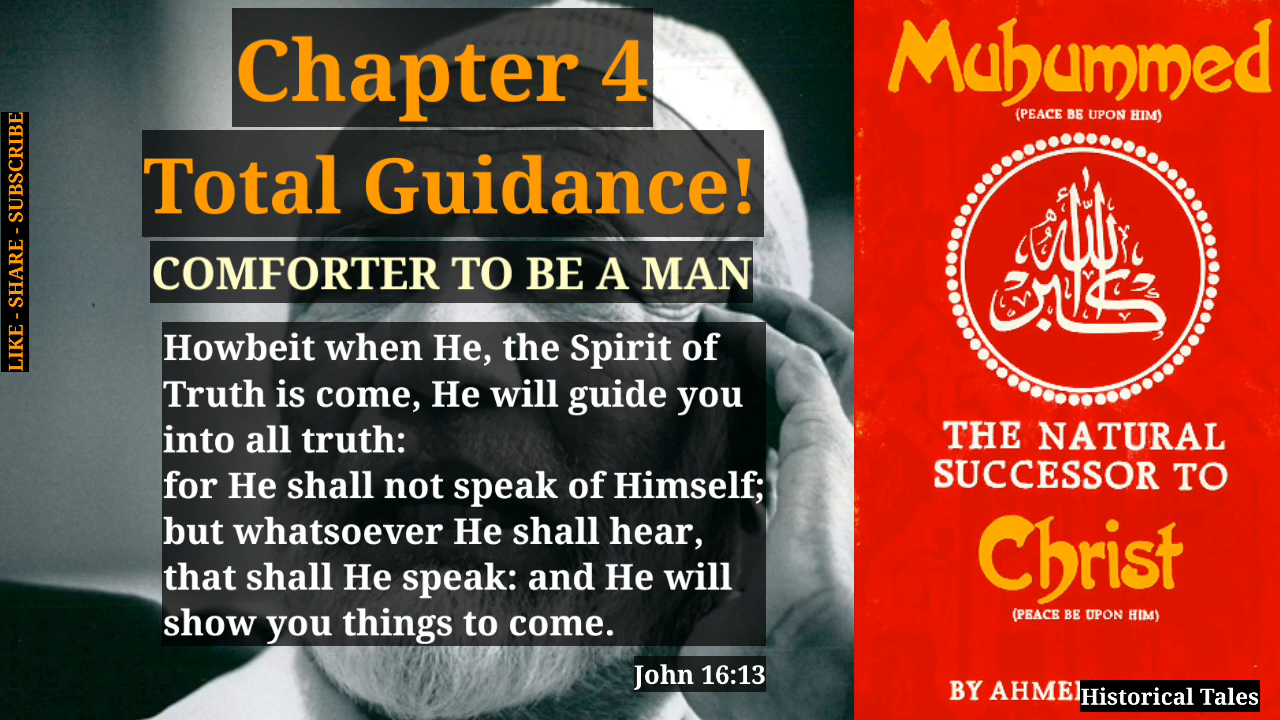 LIKE - SHARE - SUBSCRIBE
Chapter 4
Total Guidance!
COMFORTER TO BE A MAN
Howbeit when He, the Spirit of
Truth is come, He will guide you
into all truth:
for He shall not speak of Himself;
but whatsoever He shall hear,
that shall He speak: and He will
show you things to come.
John 16:13
Muhummed
(PEACE BE UPON HIM)
الله اكبر
THE NATURAL
SUCCESSOR TO
Christ
(PEACE BE UPON HIM)
BY
Historical Tales